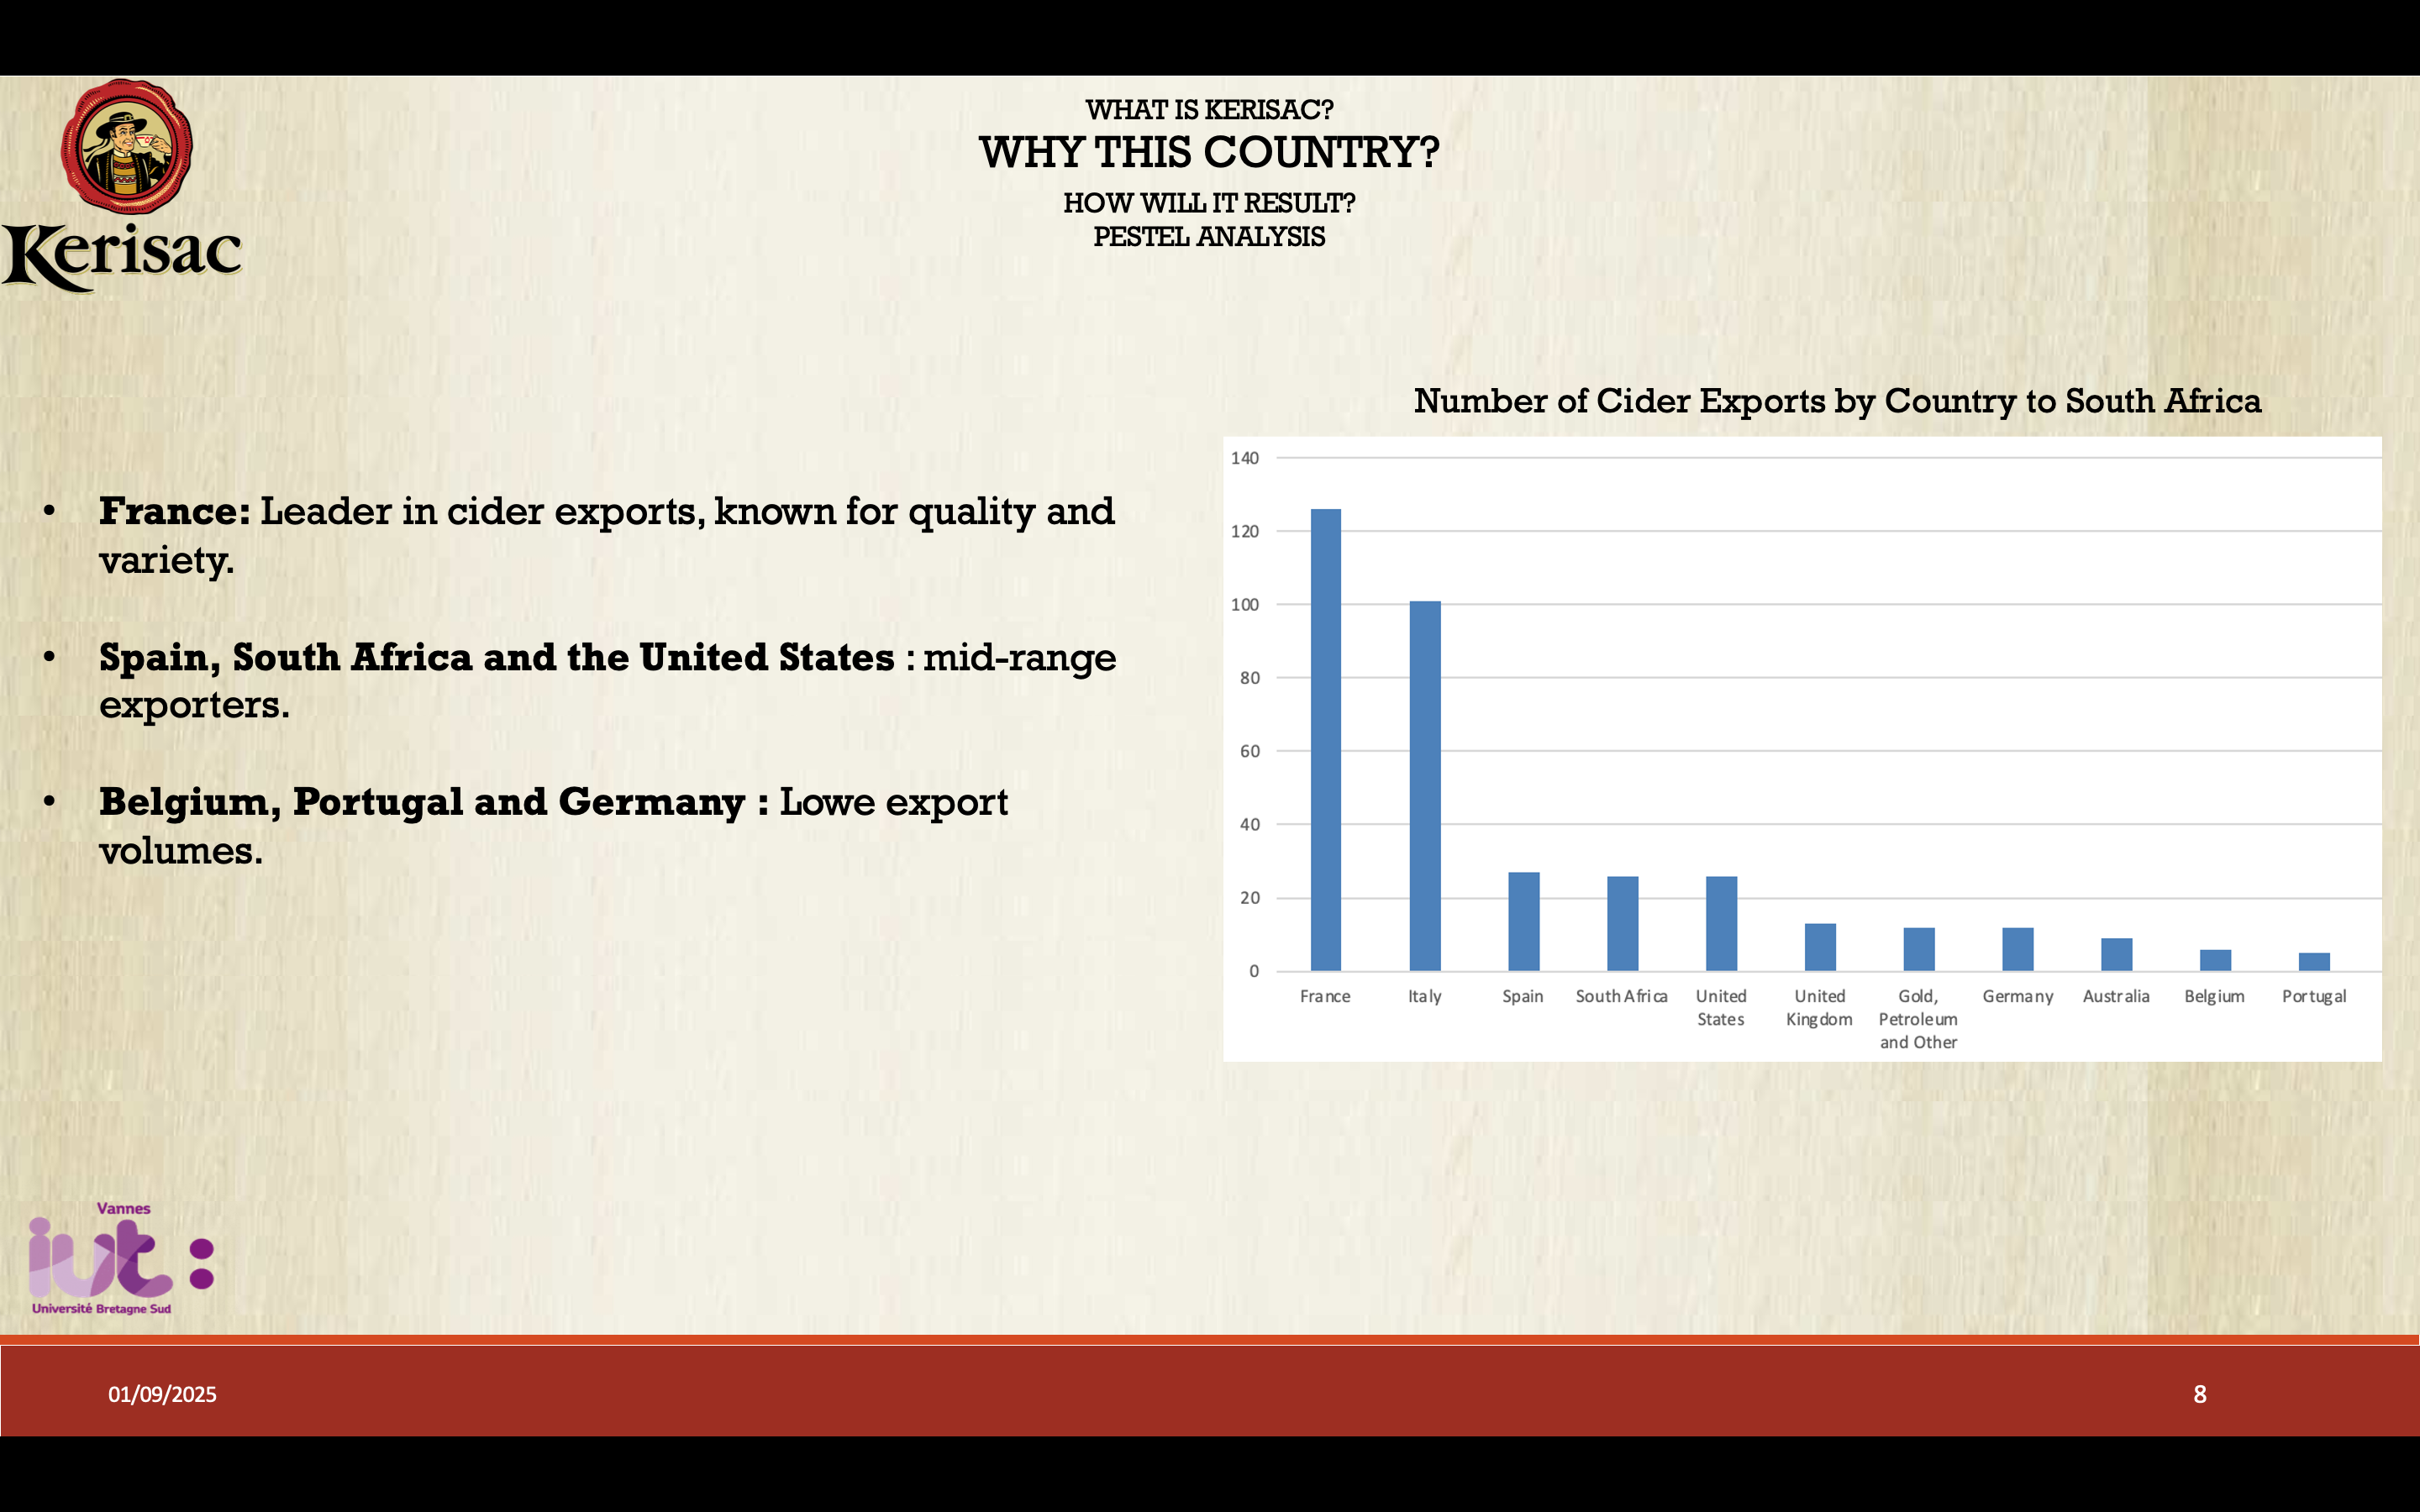 Kerisac
WHAT IS KERISAC?
WHY THIS COUNTRY?
HOW WILL IT RESULT?
PESTEL ANALYSIS
• France: Leader in cider exports, known for quality and
variety.
• Spain, South Africa and the United States : mid-range
exporters.
• Belgium, Portugal and Germany : Lowe export
volumes.
Number of Cider Exports by Country to South Africa
140
120
100
80
60
40
20
0
France
Italy
Spain
South Africa
United
States
United
Kingdom
Gold,
Petroleum
and Other
Germany
Australia
Belgium
Portugal
Vannes
iut:
Université Bretagne Sud
01/09/2025
8